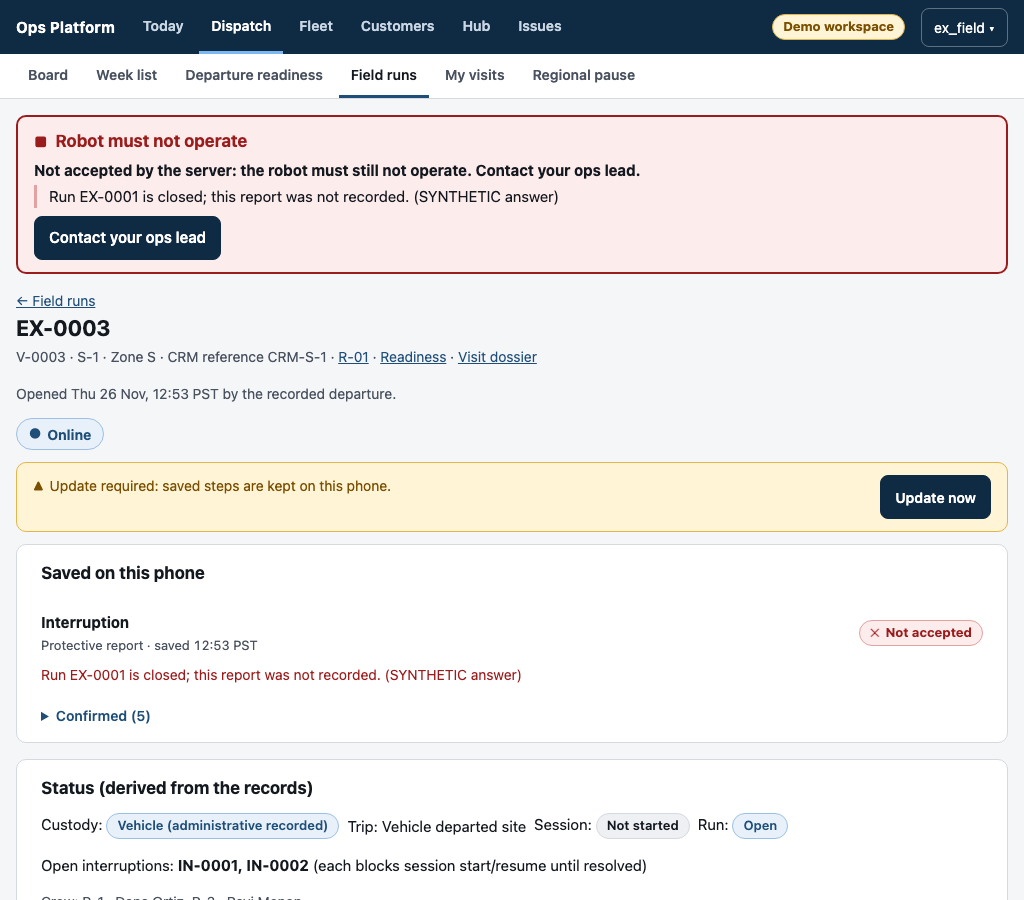 Ops Platform Today Dispatch Fleet Customers Hub Issues Demo workspace ex_field ▾
Board Week list Departure readiness Field runs My visits Regional pause
Robot must not operate
Not accepted by the server: the robot must still not operate. Contact your ops lead.
Run EX-0001 is closed; this report was not recorded. (SYNTHETIC answer)
Contact your ops lead
← Field runs
EX-0003
V-0003 · S-1 · Zone S · CRM reference CRM-S-1 · R-01 · Readiness · Visit dossier
Opened Thu 26 Nov, 12:53 PST by the recorded departure.
Online
Update required: saved steps are kept on this phone. Update now
Saved on this phone
Interruption
Protective report · saved 12:53 PST
Not accepted
Run EX-0001 is closed; this report was not recorded. (SYNTHETIC answer)
Confirmed (5)
Status (derived from the records)
Custody: Vehicle (administrative recorded) Trip: Vehicle departed site Session: Not started Run: Open
Open interruptions: IN-0001, IN-0002 (each blocks session start/resume until resolved)